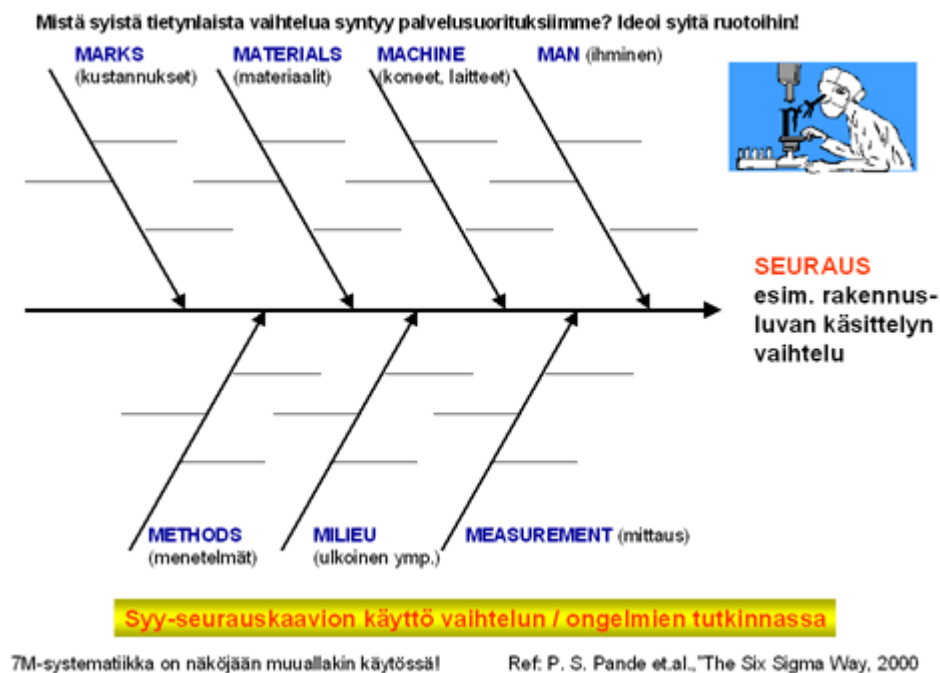 Mistä syistä tietynlaista vaihtelua syntyy palvelusuorituksiimme? Ideoi syitä ruotoihin!
MARKS
(kustannukset)
MATERIALS
(materiaalit)
MACHINE
(koneet, laitteet)
MAN (ihminen)
SEURAUS
esim. rakennus-
luvan käsittelyn
vaihtelu
METHODS
(menetelmät)
MILIEU
(ulkoinen ymp.)
MEASUREMENT (mittaus)
Syy-seurauskaavion käyttö vaihtelun / ongelmien tutkinnassa
7M-systematiikka on näköjään muuallakin käytössä!
Ref: P. S. Pande et.al.,"The Six Sigma Way, 2000